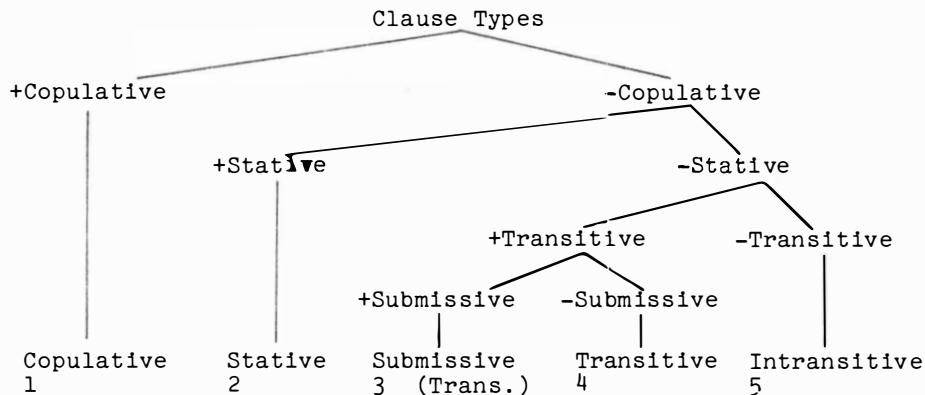 Clause Types
+Copulative -Copulative
+Stative -Stative
+Transitive -Transitive
+Submissive -Submissive
Copulative Stative Submissive Transitive Intransitive
1 2 3 (Trans.) 4 5